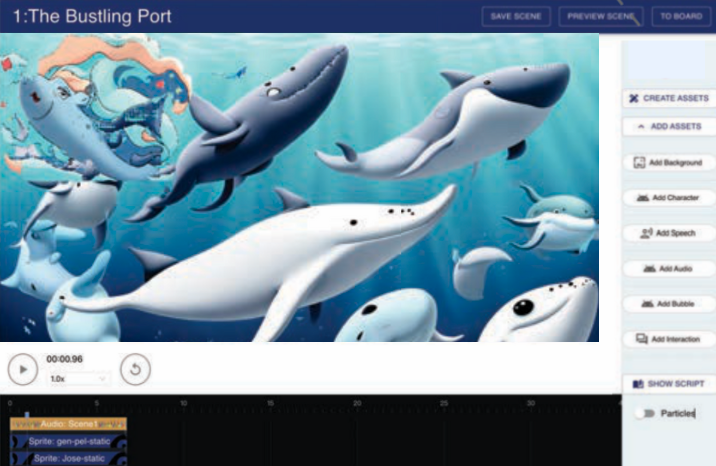 1:The Bustling Port
SAVE SCENE
PREVIEW SCENE
TO BOARD
CREATE ASSETS
ADD ASSETS
Add Background
Add Character
Add Speech
Add Audio
Add Bubble
Add Interaction
SHOW SCRIPT
Particles
00:00.96
1.0x
0 5 10 15 20 25 30
Audio: Scene1
Sprite: gen-pel-static
Sprite: Jose-static